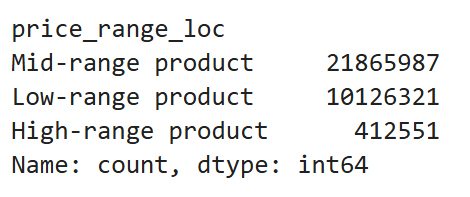 price_range_loc
Mid-range product     21865987
Low-range product     10126321
High-range product      412551
Name: count, dtype: int64